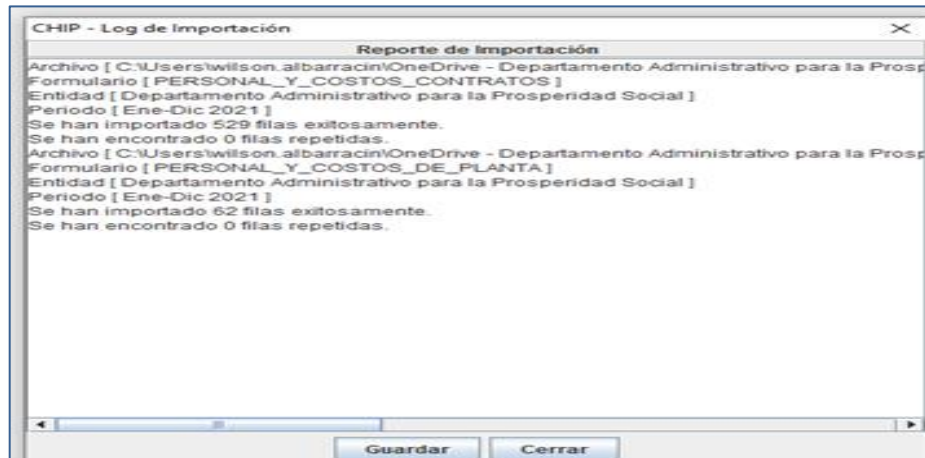 CHIP - Log de Importación
Reporte de Importación
Archivo [ C:\Users\wilson.albarracin\OneDrive - Departamento Administrativo para la Prosp
Formulario [ PERSONAL_Y_COSTOS_CONTRATOS ]
Entidad [ Departamento Administrativo para la Prosperidad Social ]
Periodo [ Ene-Dic 2021 ]
Se han importado 529 filas exitosamente.
Se han encontrado 0 filas repetidas.
Archivo [ C:\Users\wilson.albarracin\OneDrive - Departamento Administrativo para la Prosp
Formulario [ PERSONAL_Y_COSTOS_DE_PLANTA ]
Entidad [ Departamento Administrativo para la Prosperidad Social ]
Periodo [ Ene-Dic 2021 ]
Se han importado 62 filas exitosamente.
Se han encontrado 0 filas repetidas.
Guardar Cerrar